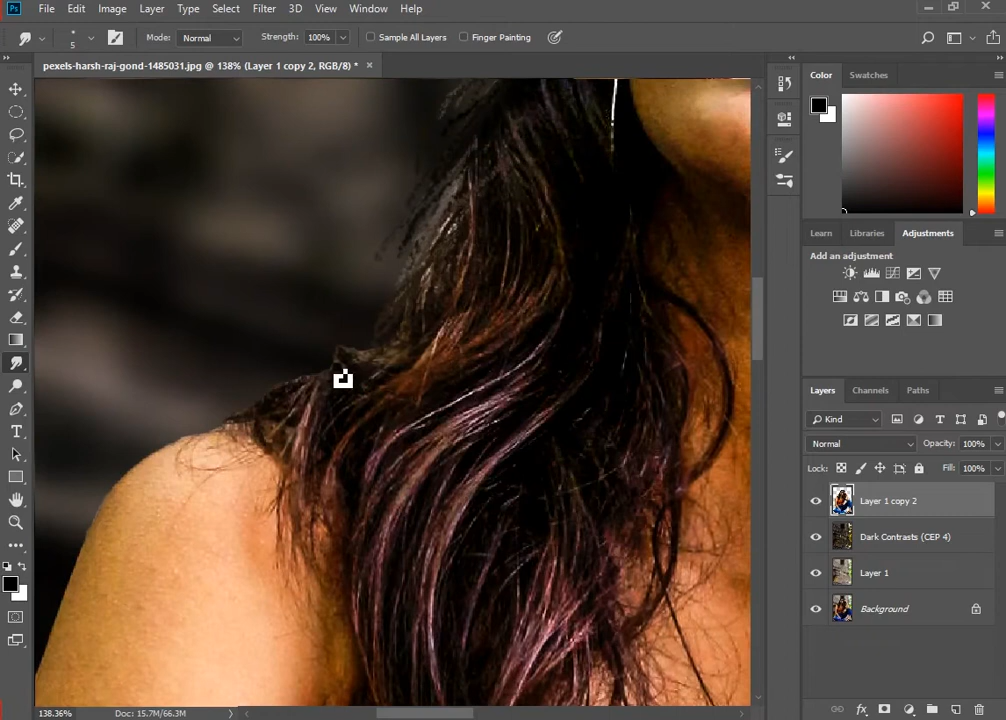 Ps File Edit Image Layer Type Select Filter 3D View Window Help
5 Mode: Normal Strength: 100% Sample All Layers Finger Painting
pexels-harsh-raj-gond-1485031.jpg @ 138% (Layer 1 copy 2, RGB/8) * ×
Color Swatches
Learn Libraries Adjustments
Add an adjustment
Layers Channels Paths
Kind
Normal Opacity: 100%
Lock: Fill: 100%
Layer 1 copy 2
Dark Contrasts (CEP 4)
Layer 1
Background
138.36% Doc: 15.7M/66.3M